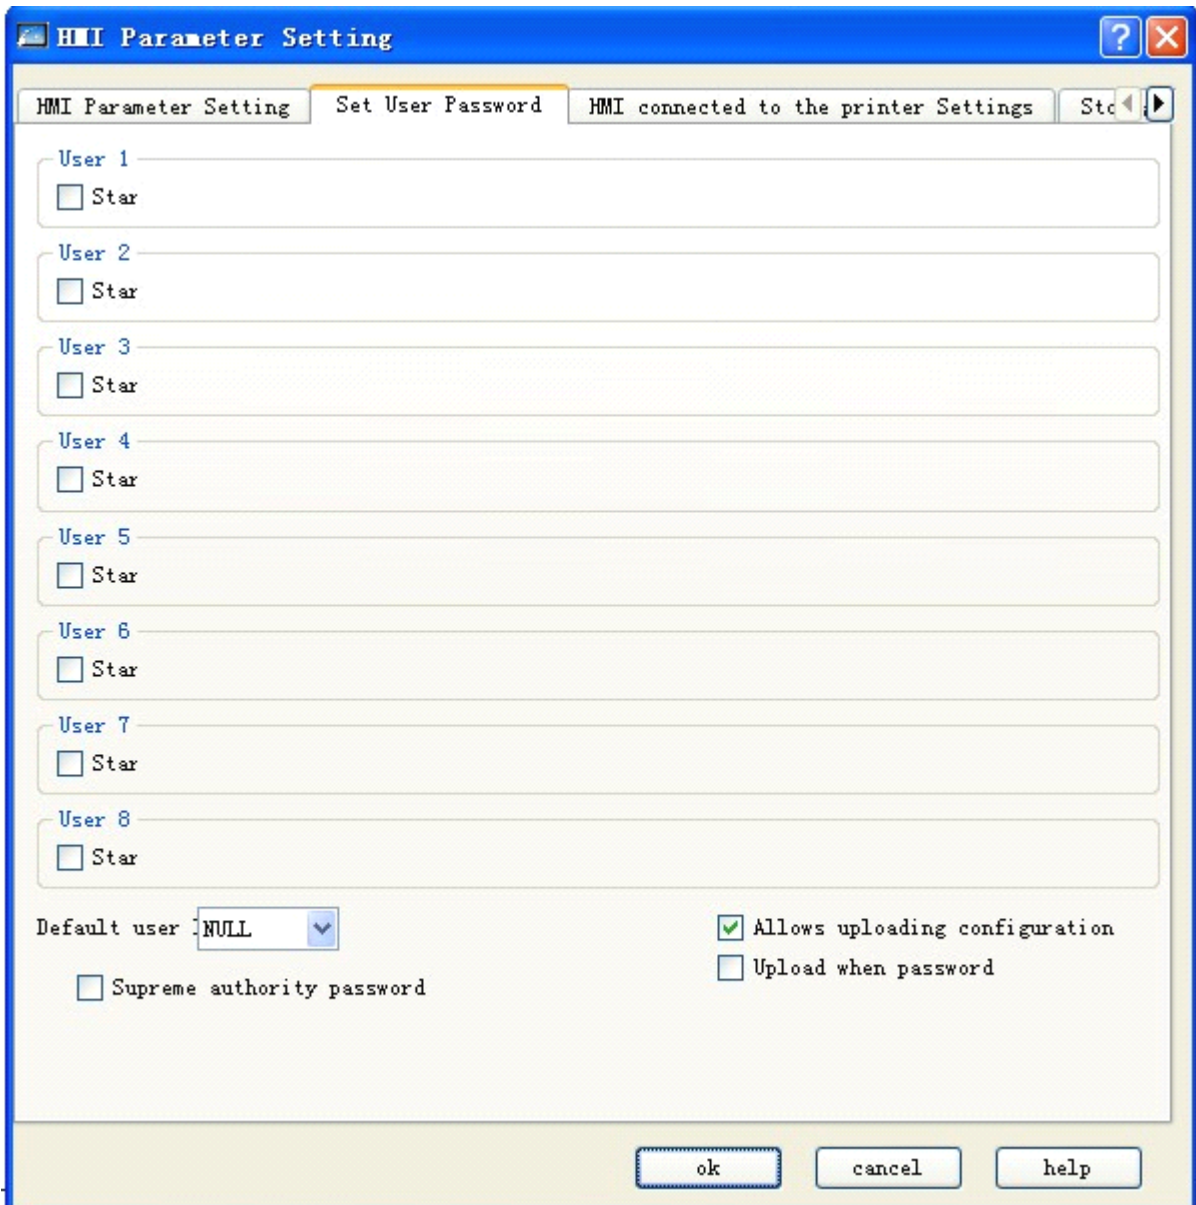 HMI Parameter Setting
HMI Parameter Setting Set User Password HMI connected to the printer Settings
User 1
Star
User 2
Star
User 3
Star
User 4
Star
User 5
Star
User 6
Star
User 7
Star
User 8
Star
Default user NULL Allows uploading configuration
Upload when password
Supreme authority password
ok cancel help